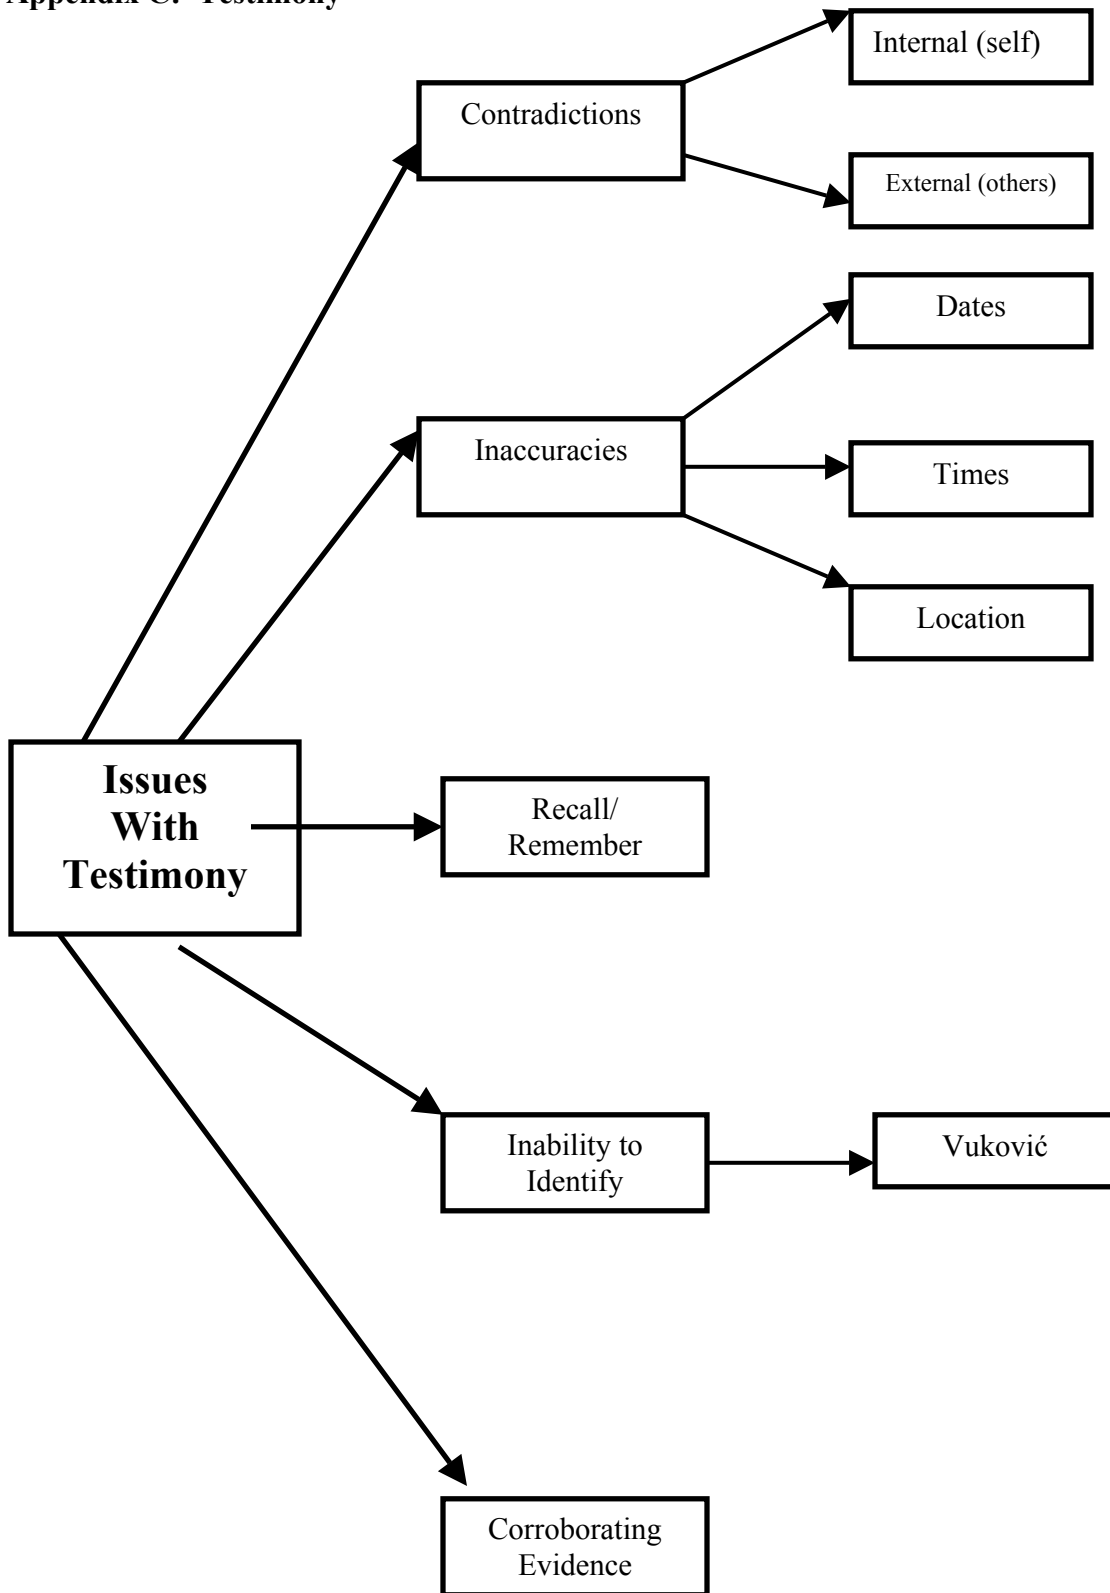 Appendix C: Testimony
Internal (self)
Contradictions
External (others)
Dates
Inaccuracies
Times
Location
Issues
With
Testimony
Recall/
Remember
Inability to
Identify
Vuković
Corroborating
Evidence